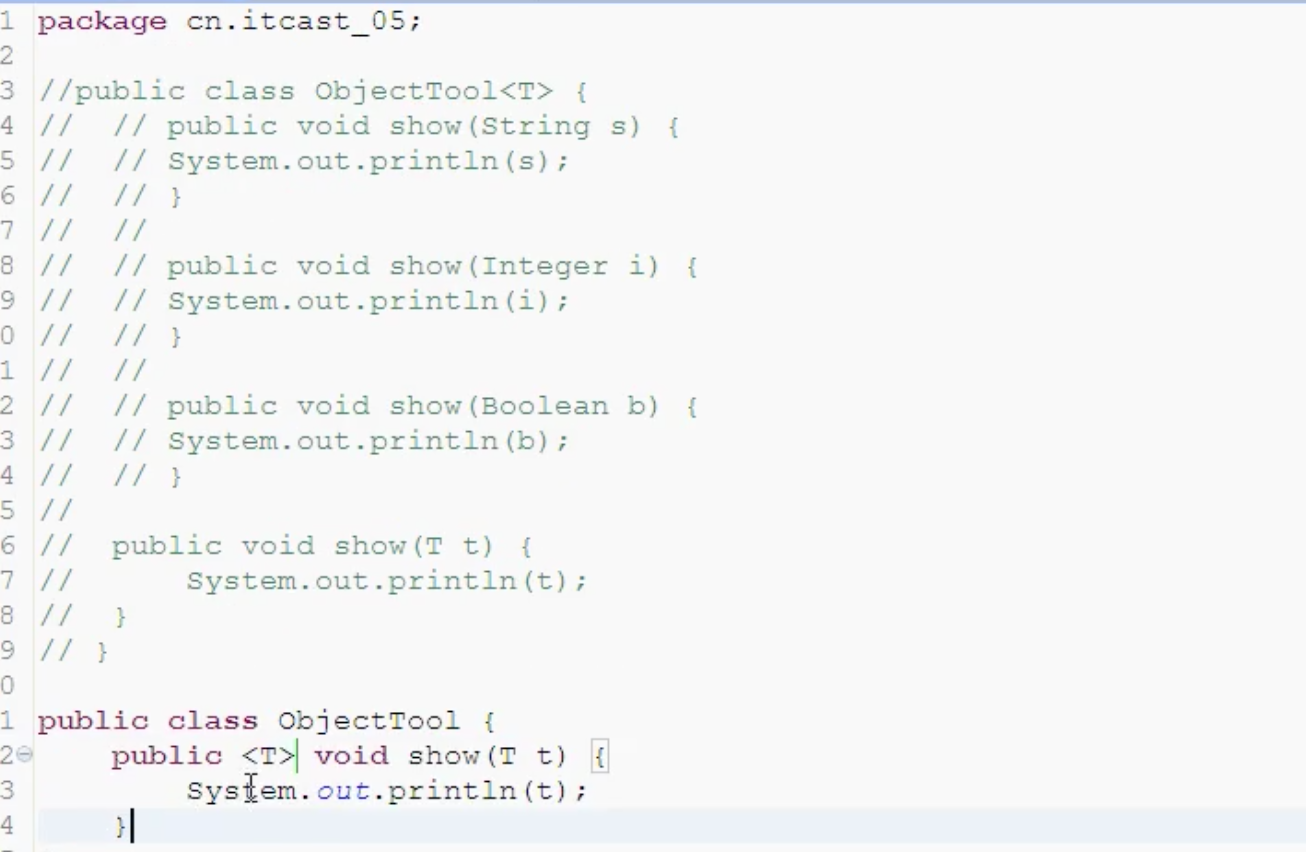 1 package cn.itcast_05;
2
3 //public class ObjectTool<T> {
4 //  // public void show(String s) {
5 //  // System.out.println(s);
6 //  // }
7 //  //
8 //  // public void show(Integer i) {
9 //  // System.out.println(i);
0 //  // }
1 //  //
2 //  // public void show(Boolean b) {
3 //  // System.out.println(b);
4 //  // }
5 //
6 //  public void show(T t) {
7 //      System.out.println(t);
8 //  }
9 // }
0
1 public class ObjectTool {
2     public <T> void show(T t) {
3         System.out.println(t);
4     }